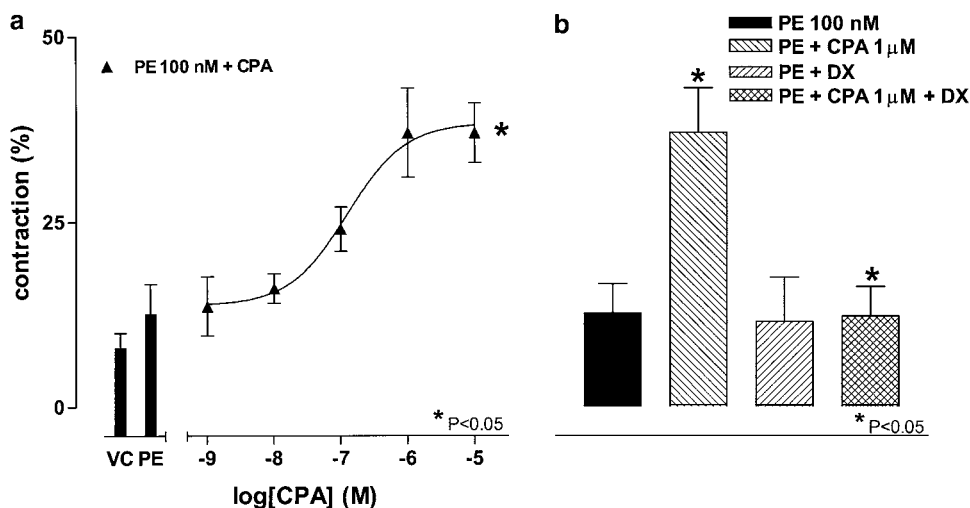 a
50
PE 100 nM + CPA
*
25
contraction (%)
0
* P<0.05
VC PE
-9 -8 -7 -6 -5
log[CPA] (M)
b
PE 100 nM
PE + CPA 1 μM
PE + DX
PE + CPA 1 μM + DX
*
*
* P<0.05